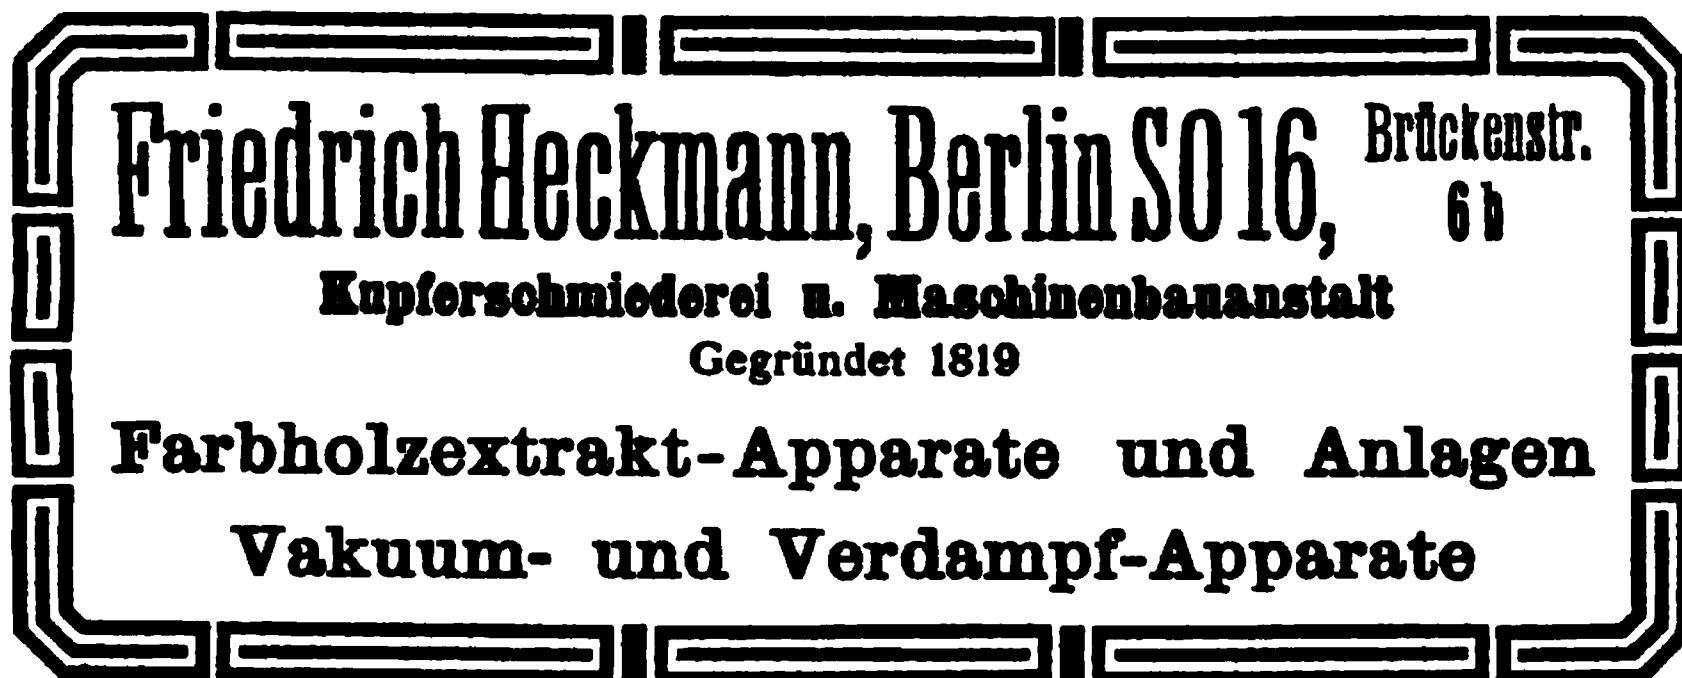 Friedrich Heckmann, Berlin SO 16, Brückenstr. 6 b
Kupferschmiederei u. Maschinenbauanstalt
Gegründet 1819
Farbholzextrakt-Apparate und Anlagen
Vakuum- und Verdampf-Apparate